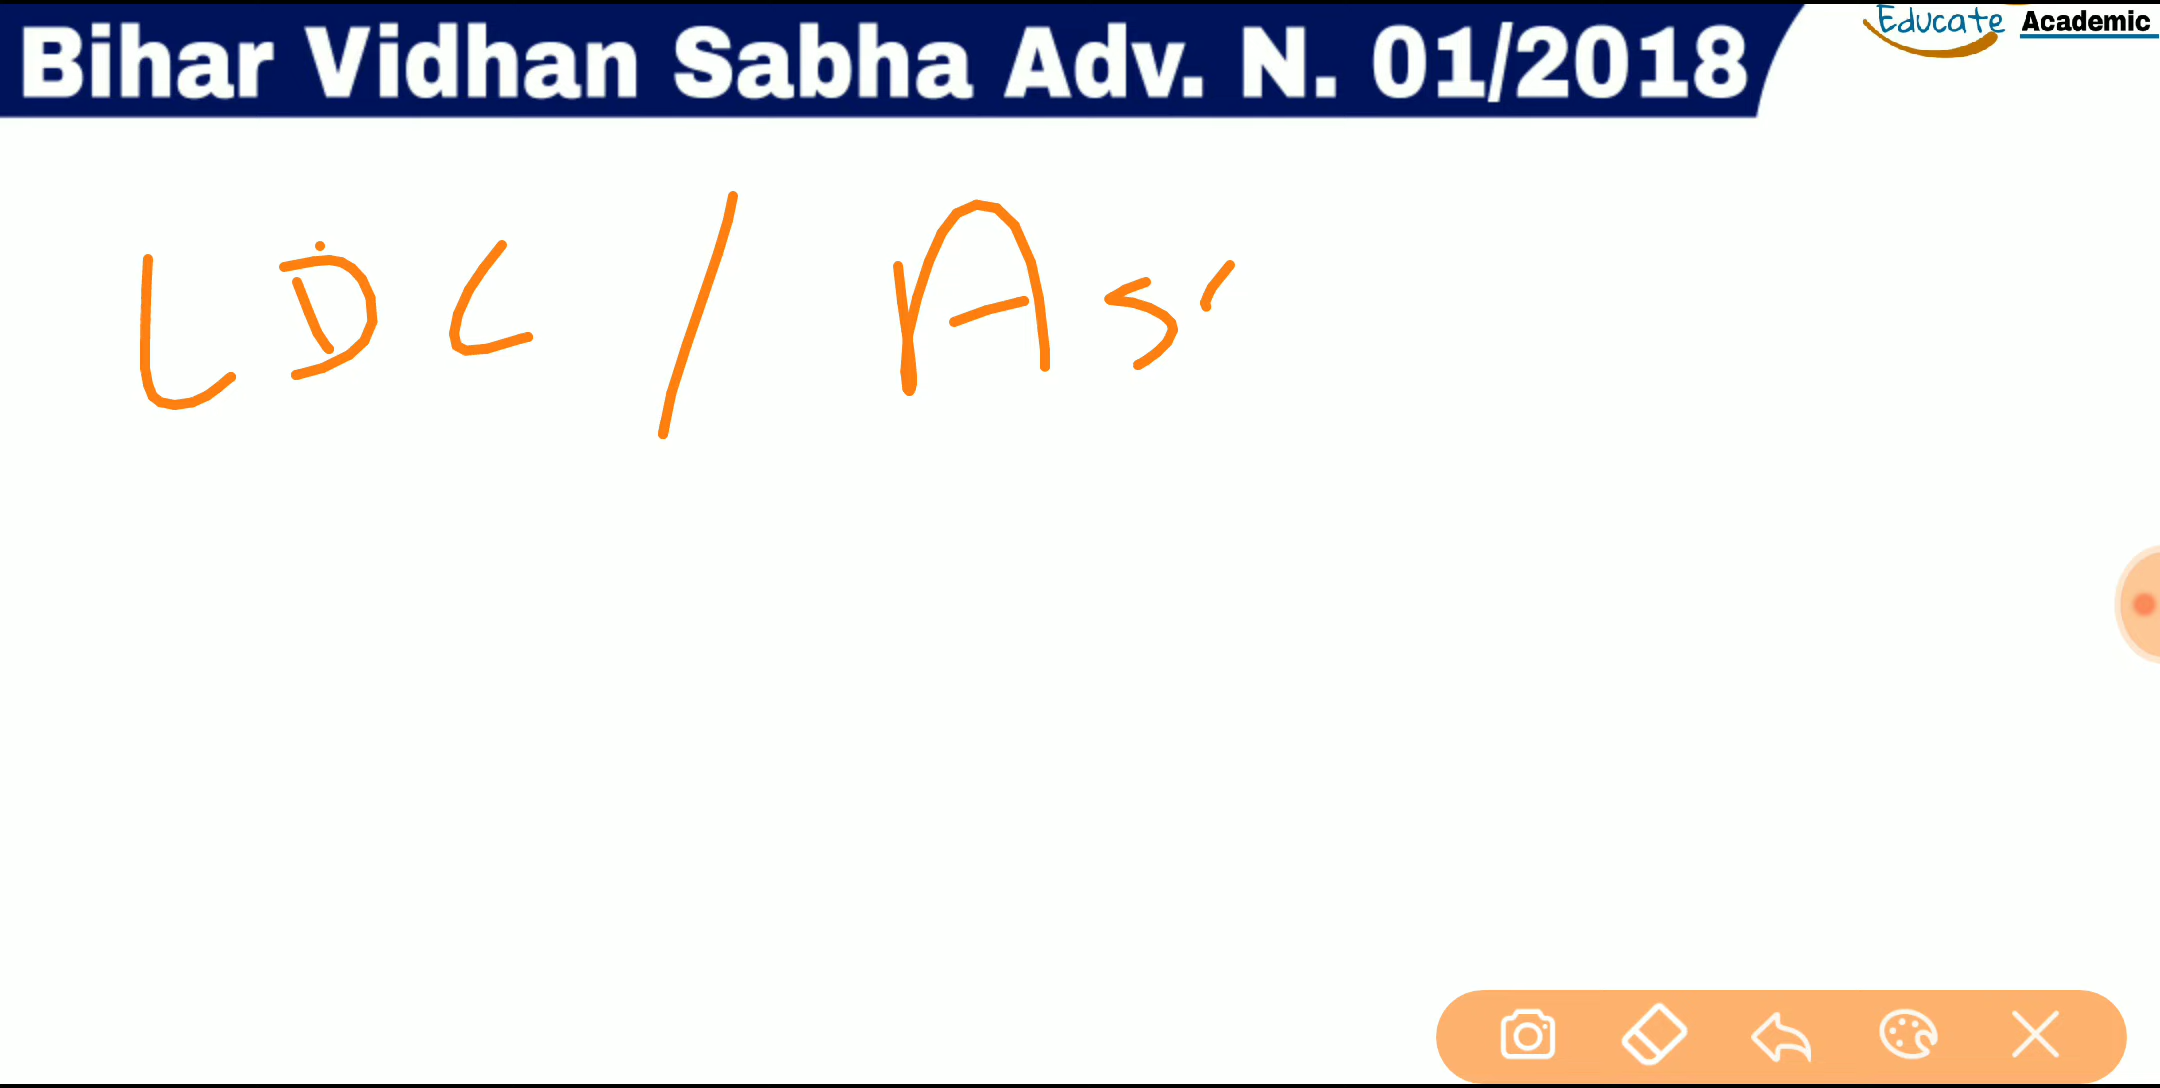 Bihar Vidhan Sabha Adv. N. 01/2018
Educate Academic
LDC / As